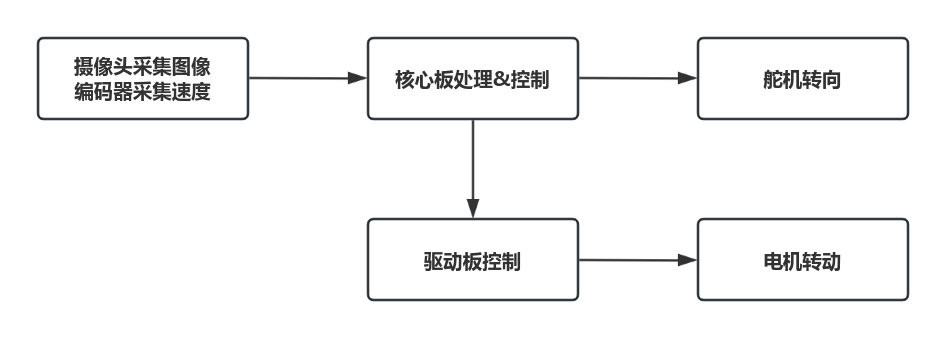 摄像头采集图像
编码器采集速度
核心板处理&控制
舵机转向
驱动板控制
电机转动